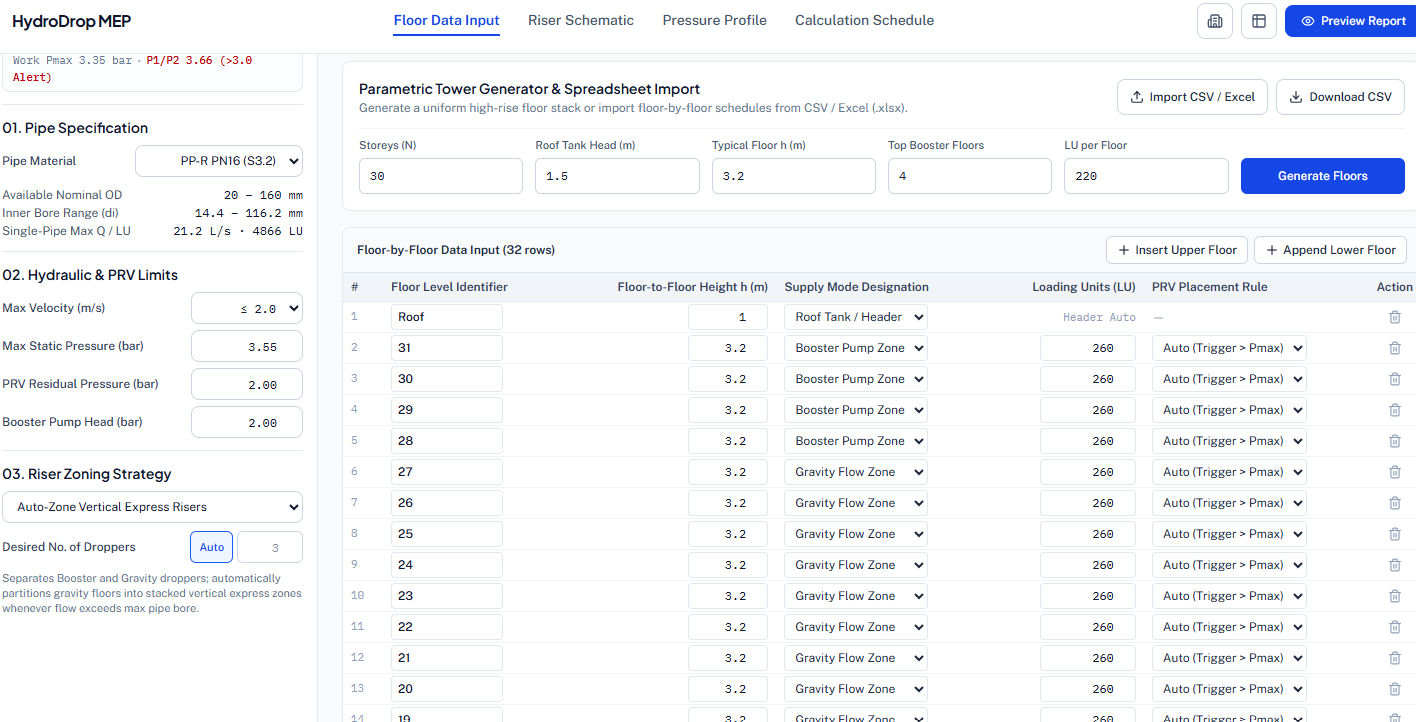 HydroDrop MEP
Floor Data Input Riser Schematic Pressure Profile Calculation Schedule
Preview Report
Work Pmax 3.35 bar · P1/P2 3.66 (>3.0
Alert)
01. Pipe Specification
Pipe Material PP-R PN16 (S3.2)
Available Nominal OD 20 – 160 mm
Inner Bore Range (di) 14.4 – 116.2 mm
Single-Pipe Max Q / LU 21.2 L/s · 4866 LU
02. Hydraulic & PRV Limits
Max Velocity (m/s) ≤ 2.0
Max Static Pressure (bar) 3.55
PRV Residual Pressure (bar) 2.00
Booster Pump Head (bar) 2.00
03. Riser Zoning Strategy
Auto-Zone Vertical Express Risers
Desired No. of Droppers Auto 3
Separates Booster and Gravity droppers; automatically
partitions gravity floors into stacked vertical express zones
whenever flow exceeds max pipe bore.
Parametric Tower Generator & Spreadsheet Import
Generate a uniform high-rise floor stack or import floor-by-floor schedules from CSV / Excel (.xlsx).
Import CSV / Excel Download CSV
Storeys (N) Roof Tank Head (m) Typical Floor h (m) Top Booster Floors LU per Floor
30 1.5 3.2 4 220 Generate Floors
Floor-by-Floor Data Input (32 rows)
+ Insert Upper Floor + Append Lower Floor
# Floor Level Identifier Floor-to-Floor Height h (m) Supply Mode Designation Loading Units (LU) PRV Placement Rule Action
1 Roof 1 Roof Tank / Header Header Auto —
2 31 3.2 Booster Pump Zone 260 Auto (Trigger > Pmax)
3 30 3.2 Booster Pump Zone 260 Auto (Trigger > Pmax)
4 29 3.2 Booster Pump Zone 260 Auto (Trigger > Pmax)
5 28 3.2 Booster Pump Zone 260 Auto (Trigger > Pmax)
6 27 3.2 Gravity Flow Zone 260 Auto (Trigger > Pmax)
7 26 3.2 Gravity Flow Zone 260 Auto (Trigger > Pmax)
8 25 3.2 Gravity Flow Zone 260 Auto (Trigger > Pmax)
9 24 3.2 Gravity Flow Zone 260 Auto (Trigger > Pmax)
10 23 3.2 Gravity Flow Zone 260 Auto (Trigger > Pmax)
11 22 3.2 Gravity Flow Zone 260 Auto (Trigger > Pmax)
12 21 3.2 Gravity Flow Zone 260 Auto (Trigger > Pmax)
13 20 3.2 Gravity Flow Zone 260 Auto (Trigger > Pmax)
14 19 3.2 Gravity Flow Zone 260 Auto (Trigger > Pmax)